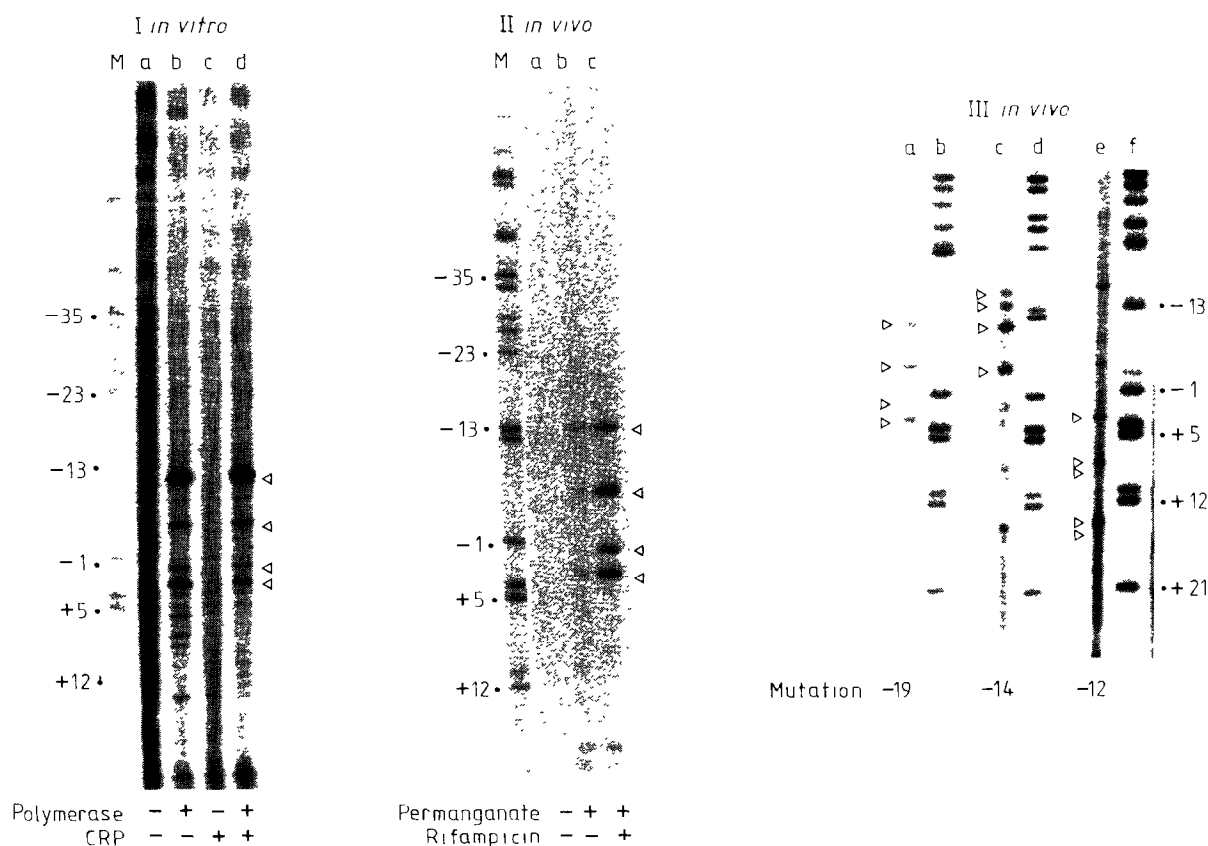 I in vitro
M a b c d
-35
-23
-13
-1
+5
+12
Polymerase - + - +
CRP - - + +
II in vivo
M a b c
-35
-23
-13
-1
+5
+12
Permanganate - + +
Rifampicin - - +
III in vivo
a b c d e f
-13
-1
+5
+12
+21
Mutation -19 -14 -12